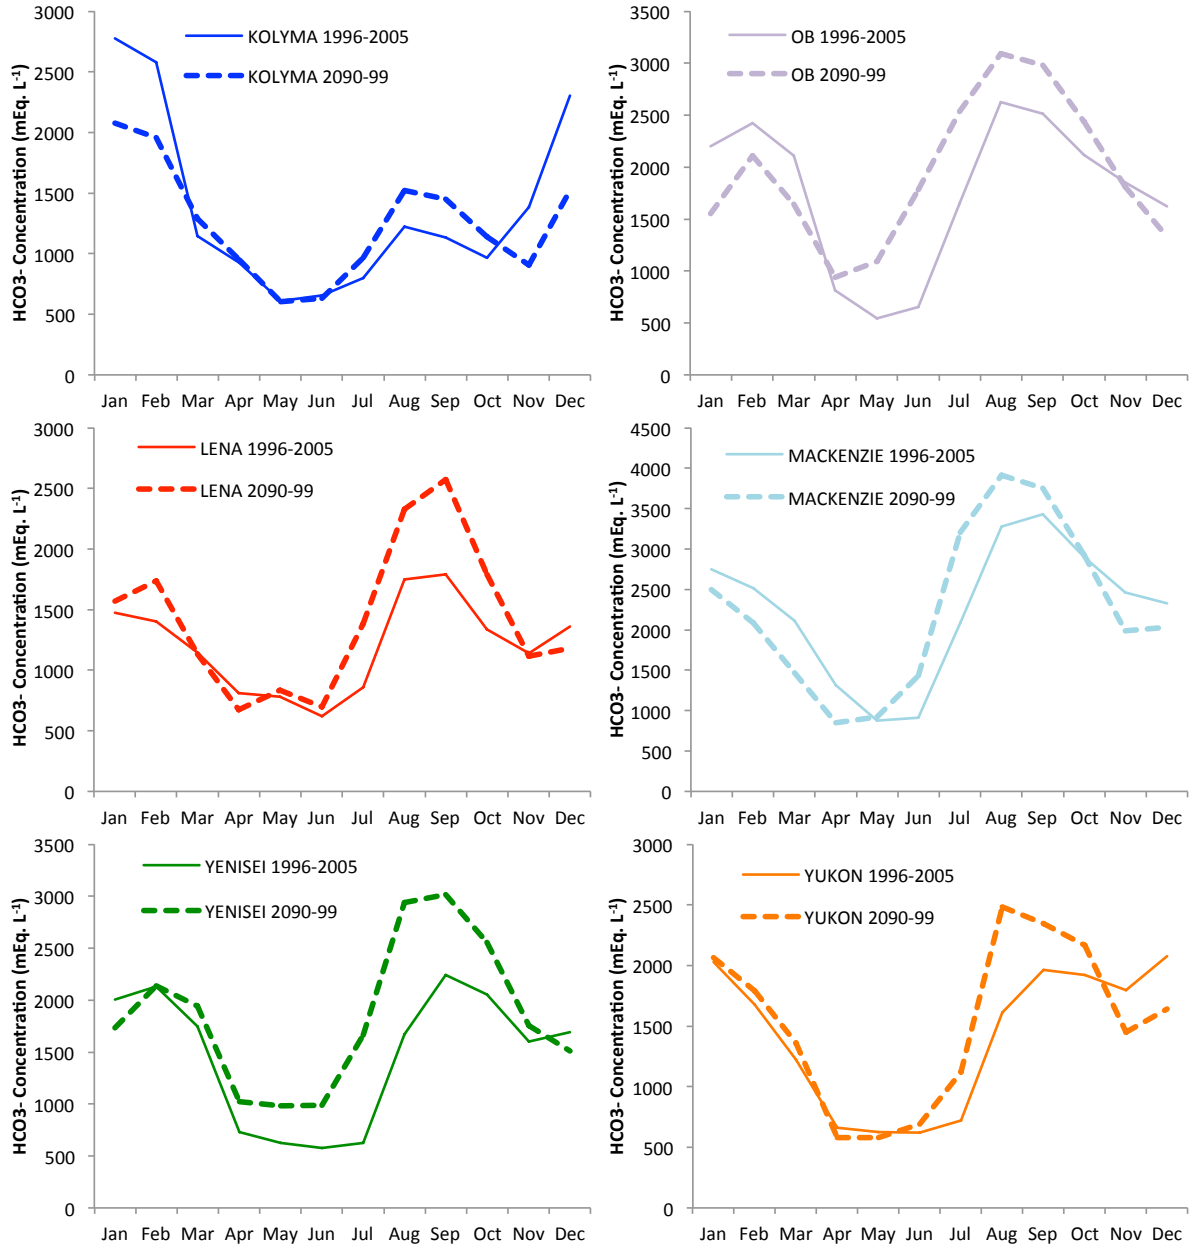 HCO3- Concentration (mEq. L-1)
3000
2500
2000
1500
1000
500
0
KOLYMA 1996-2005
KOLYMA 2090-99
Jan Feb Mar Apr May Jun Jul Aug Sep Oct Nov Dec
HCO3- Concentration (mEq. L-1)
3500
3000
2500
2000
1500
1000
500
0
OB 1996-2005
OB 2090-99
Jan Feb Mar Apr May Jun Jul Aug Sep Oct Nov Dec
HCO3- Concentration (mEq. L-1)
3000
2500
2000
1500
1000
500
0
LENA 1996-2005
LENA 2090-99
Jan Feb Mar Apr May Jun Jul Aug Sep Oct Nov Dec
HCO3- Concentration (mEq. L-1)
4500
4000
3500
3000
2500
2000
1500
1000
500
0
MACKENZIE 1996-2005
MACKENZIE 2090-99
Jan Feb Mar Apr May Jun Jul Aug Sep Oct Nov Dec
HCO3- Concentration (mEq. L-1)
3500
3000
2500
2000
1500
1000
500
0
YENISEI 1996-2005
YENISEI 2090-99
Jan Feb Mar Apr May Jun Jul Aug Sep Oct Nov Dec
HCO3- Concentration (mEq. L-1)
3000
2500
2000
1500
1000
500
0
YUKON 1996-2005
YUKON 2090-99
Jan Feb Mar Apr May Jun Jul Aug Sep Oct Nov Dec